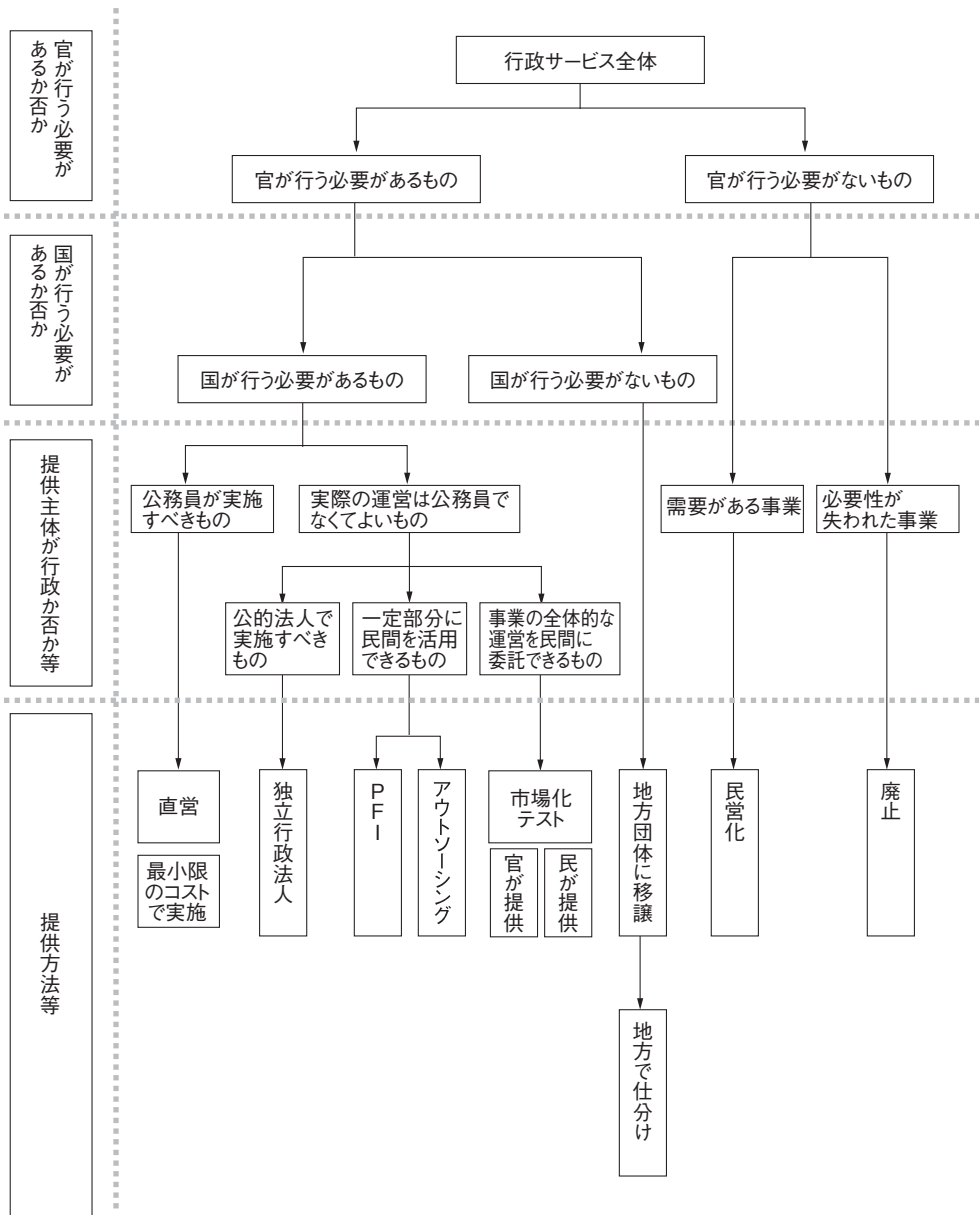 官が行う必要が
あるか否か
行政サービス全体
官が行う必要があるもの
官が行う必要がないもの
国が行う必要が
あるか否か
国が行う必要があるもの
国が行う必要がないもの
提供主体が行政か否か等
公務員が実施
すべきもの
実際の運営は公務員で
なくてよいもの
需要がある事業
必要性が
失われた事業
公的法人で
実施すべき
もの
一定部分に
民間を活用
できるもの
事業の全体的な
運営を民間に
委託できるもの
提供方法等
直営
最小限
のコスト
で実施
独立行政法人
PFI
アウトソーシング
市場化
テスト
官が提供
民が提供
地方団体に移譲
民営化
廃止
地方で仕分け